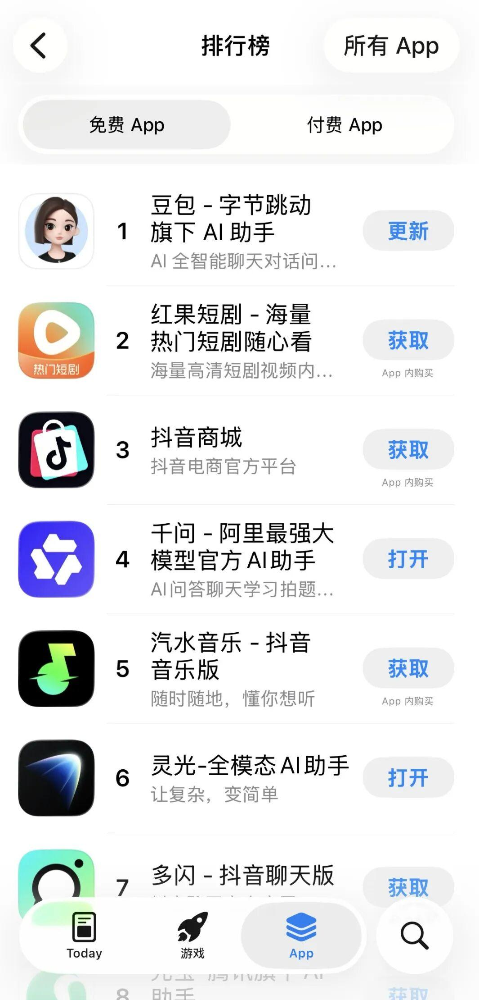 排行榜
所有 App
免费 App
付费 App
1
豆包 - 字节跳动
旗下 AI 助手
AI 全智能聊天对话问...
更新
热门短剧
2
红果短剧 - 海量
热门短剧随心看
海量高清短剧视频内...
获取
App 内购买
3
抖音商城
抖音电商官方平台
获取
App 内购买
4
千问 - 阿里最强大
模型官方AI助手
AI问答聊天学习拍题...
打开
5
汽水音乐 - 抖音
音乐版
随时随地，懂你想听
获取
App 内购买
6
灵光-全模态AI助手
让复杂，变简单
打开
7
多闪 - 抖音聊天版
获取
Today
游戏
App
8
助手
获取